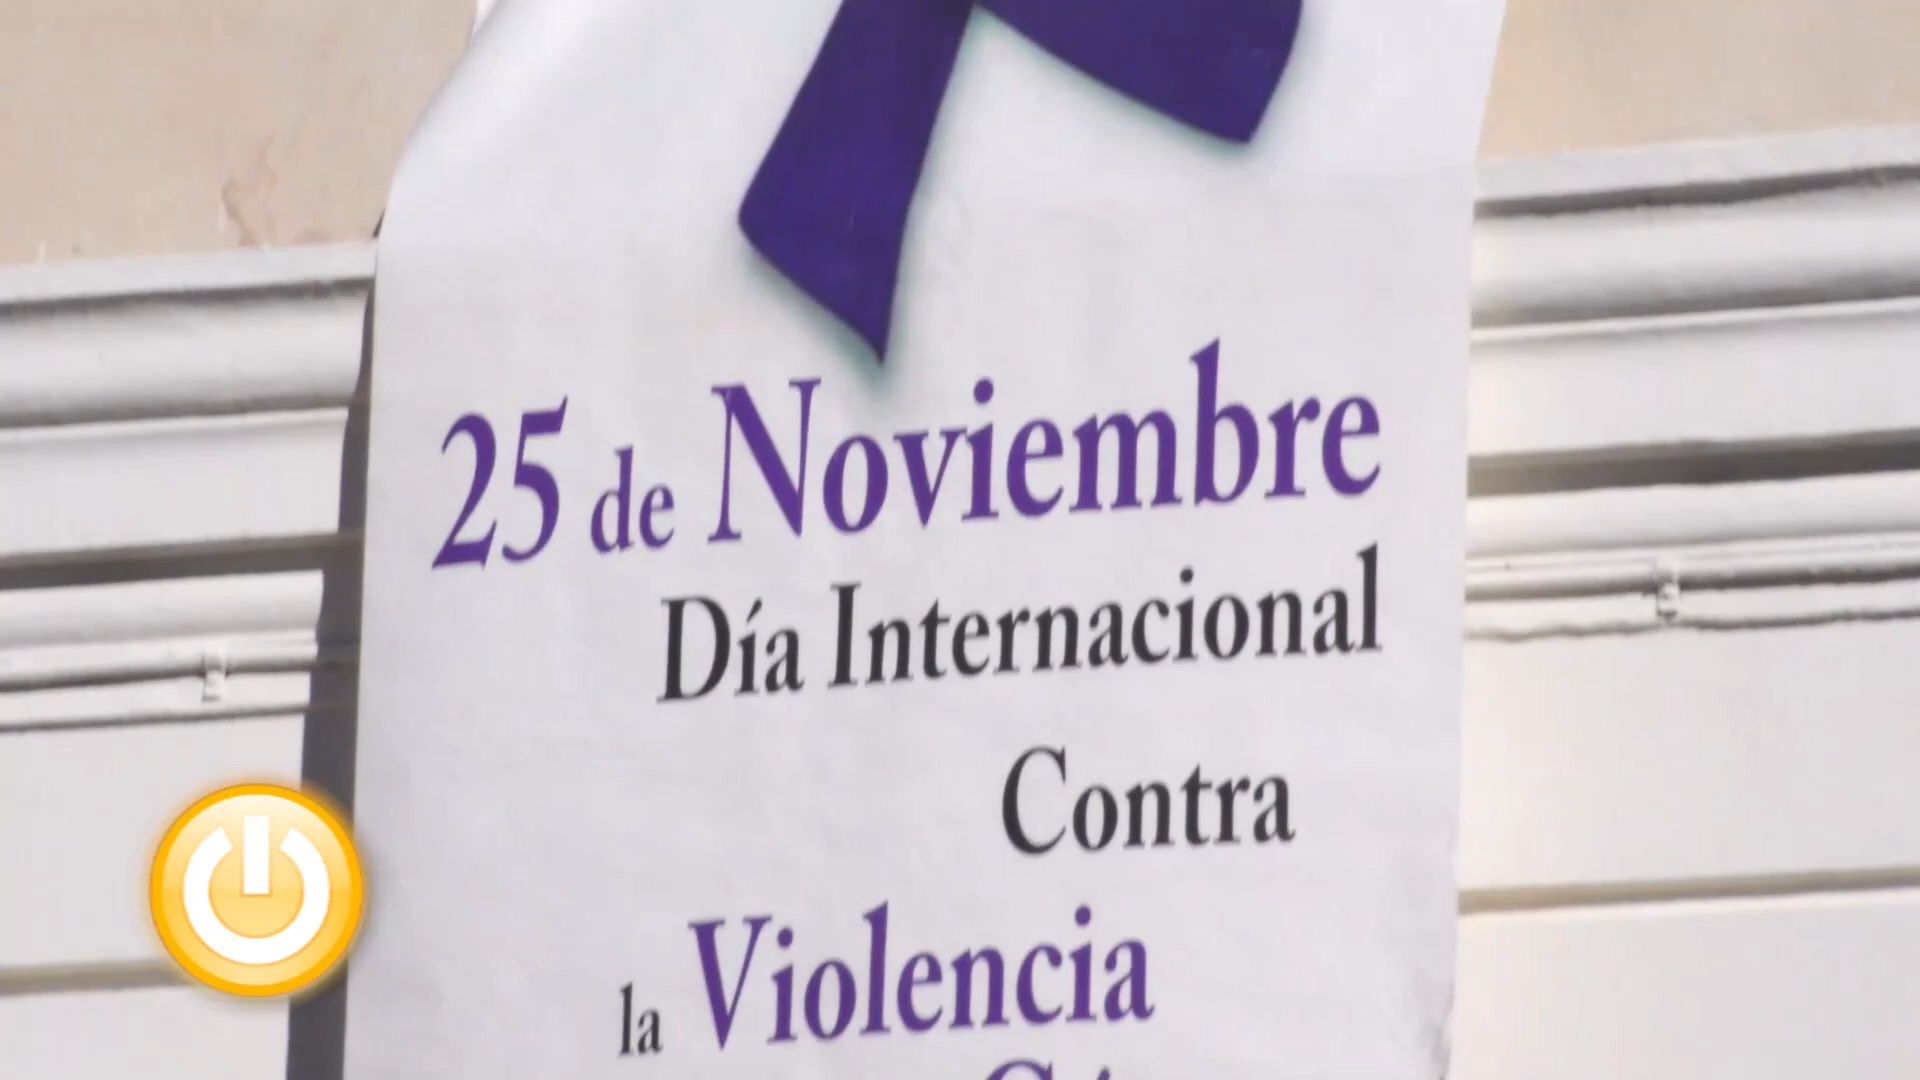 25 de Noviembre
Día Internacional
Contra
la Violencia